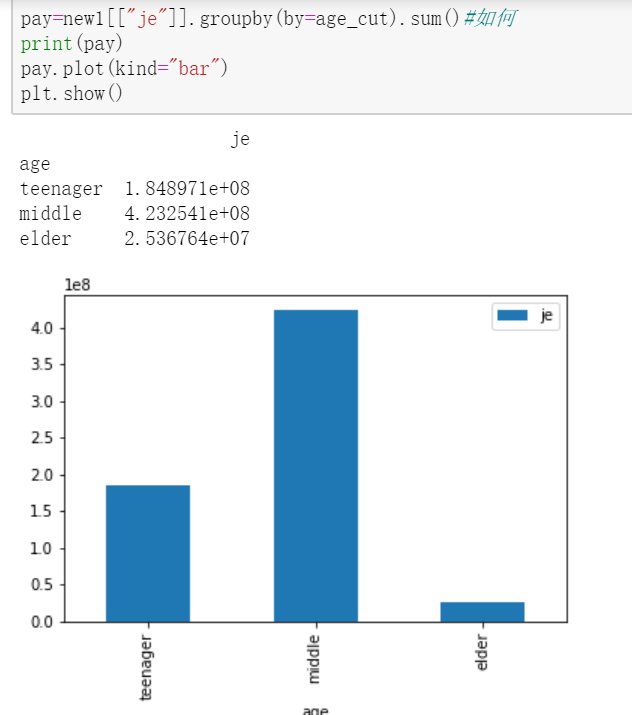 pay=new1[["je"]].groupby(by=age_cut).sum()#如何
print(pay)
pay.plot(kind="bar")
plt.show()
je
age
teenager 1.848971e+08
middle 4.232541e+08
elder 2.536764e+07
1e8
je
4.0
3.5
3.0
2.5
2.0
1.5
1.0
0.5
0.0
teenager
middle
elder
age